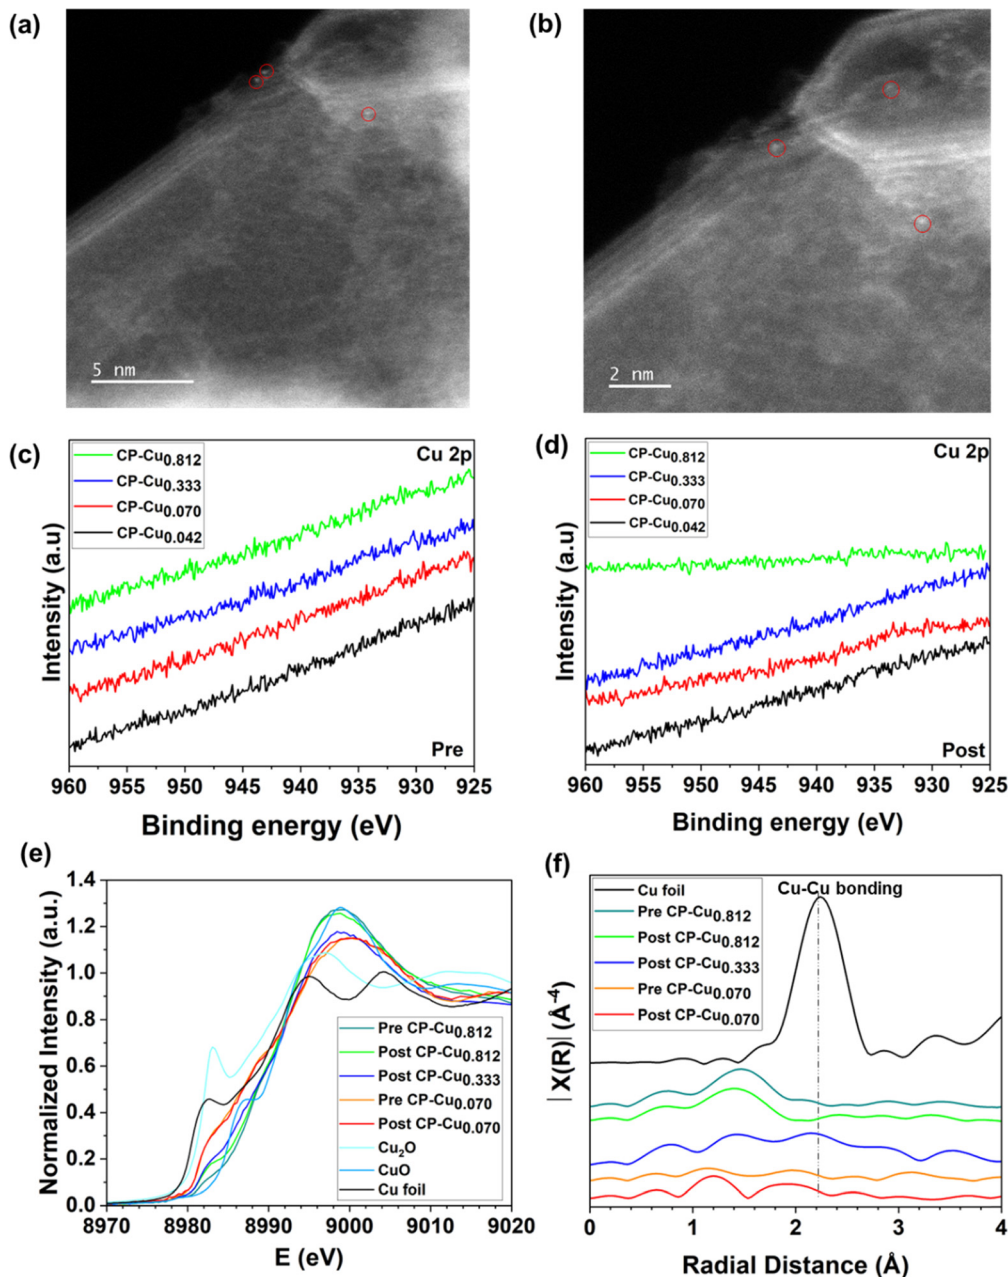 (a)
(b)
5 nm
2 nm
(c)
CP-Cu0.812
CP-Cu0.333
CP-Cu0.070
CP-Cu0.042
Cu 2p
Intensity (a.u)
Pre
960 955 950 945 940 935 930 925
Binding energy (eV)
(d)
CP-Cu0.812
CP-Cu0.333
CP-Cu0.070
CP-Cu0.042
Cu 2p
Intensity (a.u)
Post
960 955 950 945 940 935 930 925
Binding energy (eV)
(e)
Normalized Intensity (a.u.)
1.4
1.2
1.0
0.8
0.6
0.4
0.2
0.0
Pre CP-Cu0.812
Post CP-Cu0.812
Post CP-Cu0.333
Pre CP-Cu0.070
Post CP-Cu0.070
Cu2O
CuO
Cu foil
8970 8980 8990 9000 9010 9020
E (eV)
(f)
Cu foil
Pre CP-Cu0.812
Post CP-Cu0.812
Post CP-Cu0.333
Pre CP-Cu0.070
Post CP-Cu0.070
Cu-Cu bonding
| X(R)| (Å-4)
0 1 2 3 4
Radial Distance (Å)